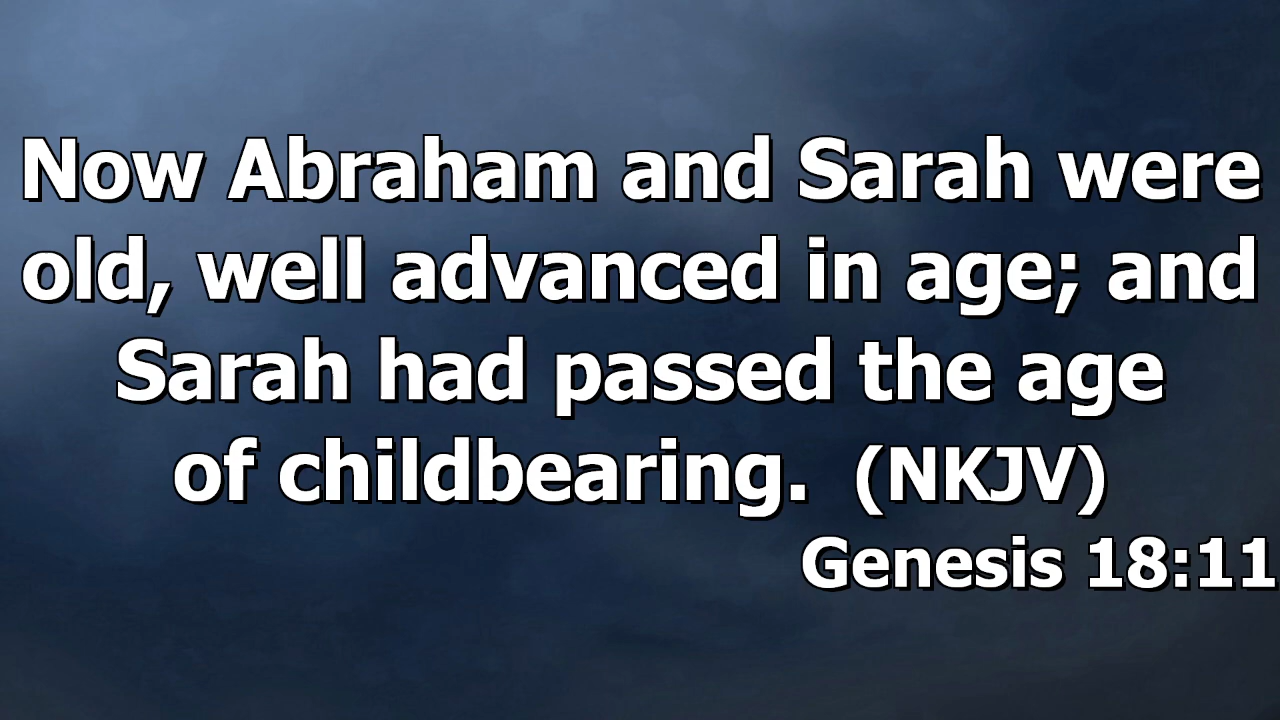 Now Abraham and Sarah were
old, well advanced in age; and
Sarah had passed the age
of childbearing.  (NKJV)
Genesis 18:11